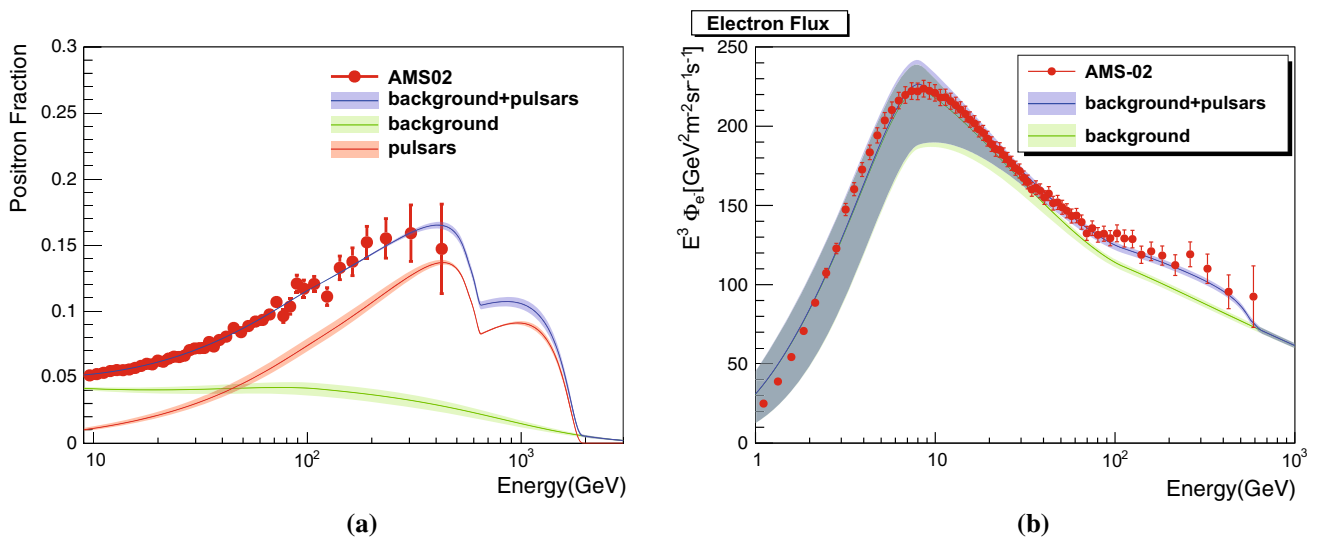 Positron Fraction
0.3
0.25
0.2
0.15
0.1
0.05
0
10
10²
10³
Energy(GeV)
AMS02
background+pulsars
background
pulsars
(a)
Electron Flux
E³ Φe⁻[GeV²m⁻²sr⁻¹s⁻¹]
250
200
150
100
50
0
1
10
10²
10³
Energy(GeV)
AMS-02
background+pulsars
background
(b)